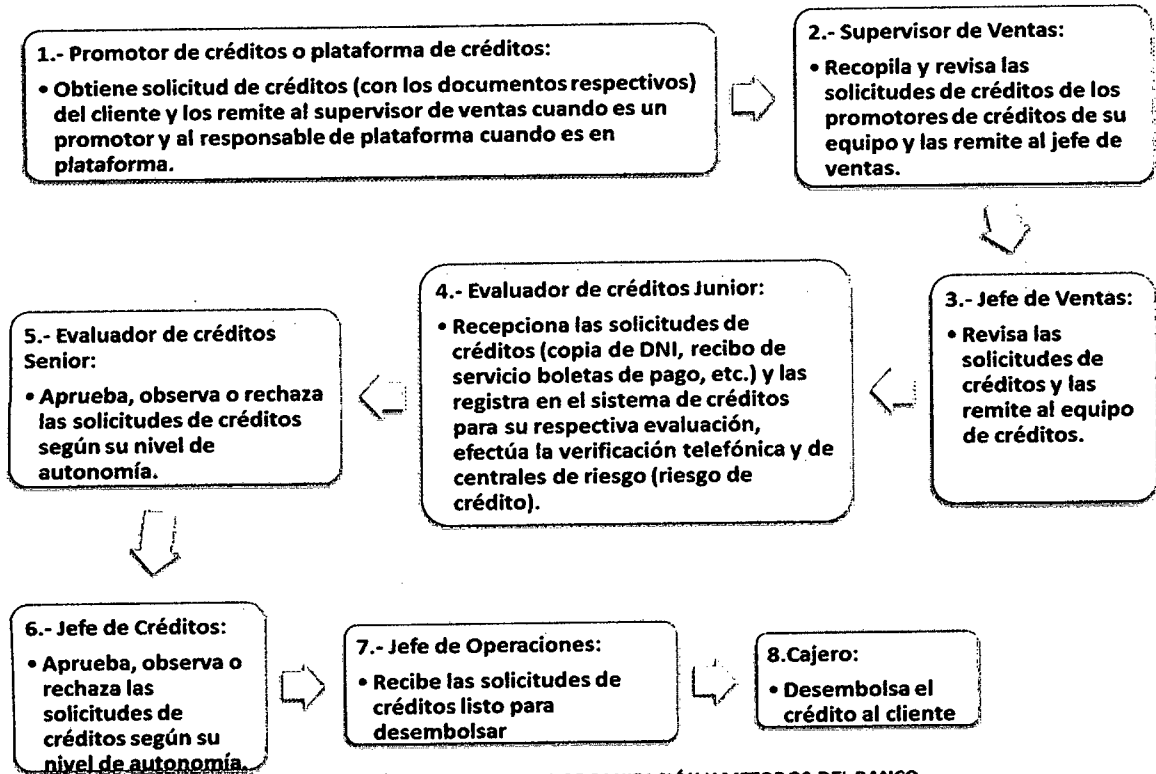 1.- Promotor de créditos o plataforma de créditos:
• Obtiene solicitud de créditos (con los documentos respectivos)
del cliente y los remite al supervisor de ventas cuando es un
promotor y al responsable de plataforma cuando es en
plataforma.
2.- Supervisor de Ventas:
• Recopila y revisa las
solicitudes de créditos de los
promotores de créditos de su
equipo y las remite al jefe de
ventas.
3.- Jefe de Ventas:
• Revisa las
solicitudes de
créditos y las
remite al equipo
de créditos.
4.- Evaluador de créditos Junior:
• Recepciona las solicitudes de
créditos (copia de DNI, recibo de
servicio boletas de pago, etc.) y las
registra en el sistema de créditos
para su respectiva evaluación,
efectúa la verificación telefónica y de
centrales de riesgo (riesgo de
crédito).
5.- Evaluador de créditos
Senior:
• Aprueba, observa o rechaza
las solicitudes de créditos
según su nivel de
autonomía.
6.- Jefe de Créditos:
• Aprueba, observa o
rechaza las
solicitudes de
créditos según su
nivel de autonomía.
7.- Jefe de Operaciones:
• Recibe las solicitudes de
créditos listo para
desembolsar
8.Cajero:
• Desembolsa el
crédito al cliente
DEL BANCO